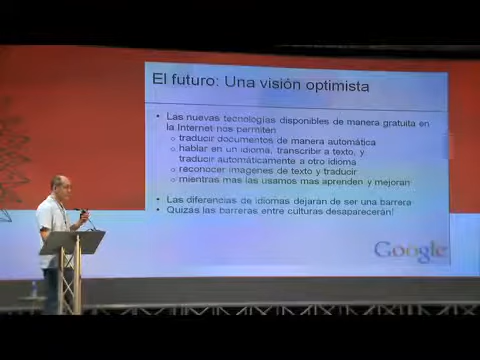 El futuro: Una visión optimista
• Las nuevas tecnologías disponibles de manera gratuita en
la Internet nos permiten
o traducir documentos de manera automática
o hablar en un idioma, transcribir a texto, y
traducir automáticamente a otro idioma
o reconocer imagenes de texto y traducir
o mientras mas las usamos mas aprenden y mejoran
• Las diferencias de idiomas dejarán de ser una barrera
• Quizás las barreras entre culturas desaparecerán!
Google